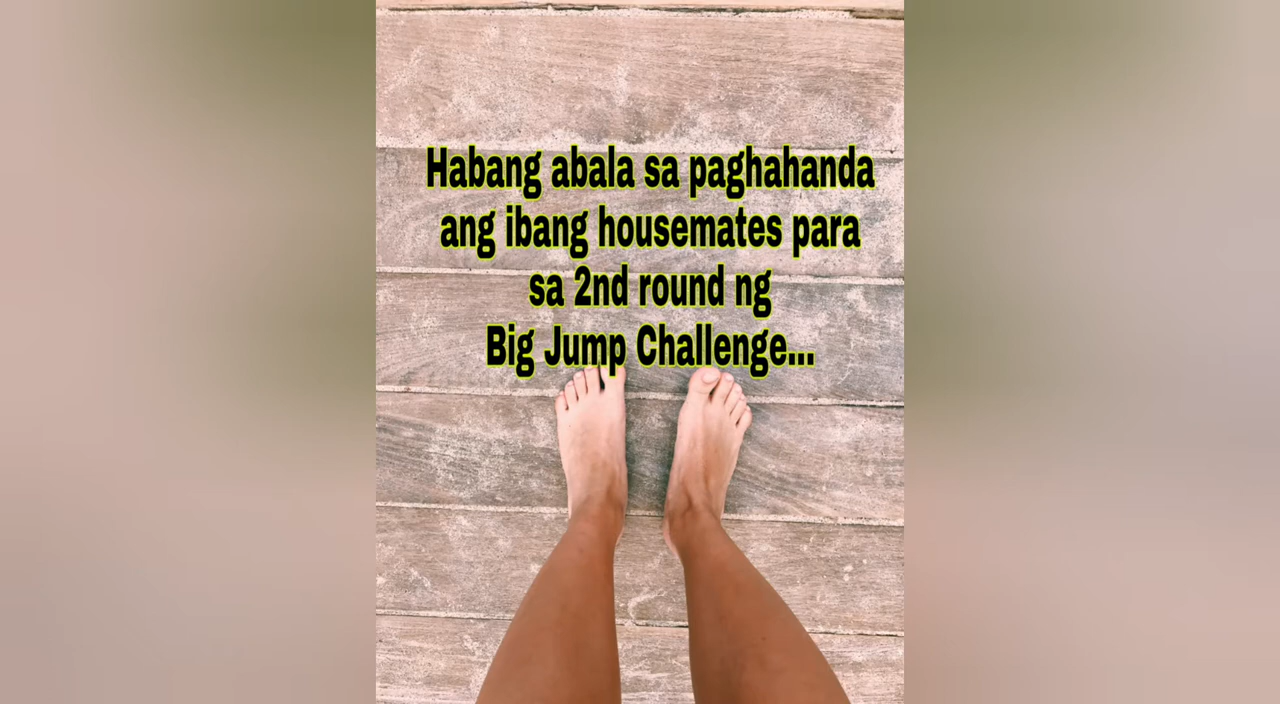 Habang abala sa paghahanda
ang ibang housemates para
sa 2nd round ng
Big Jump Challenge...